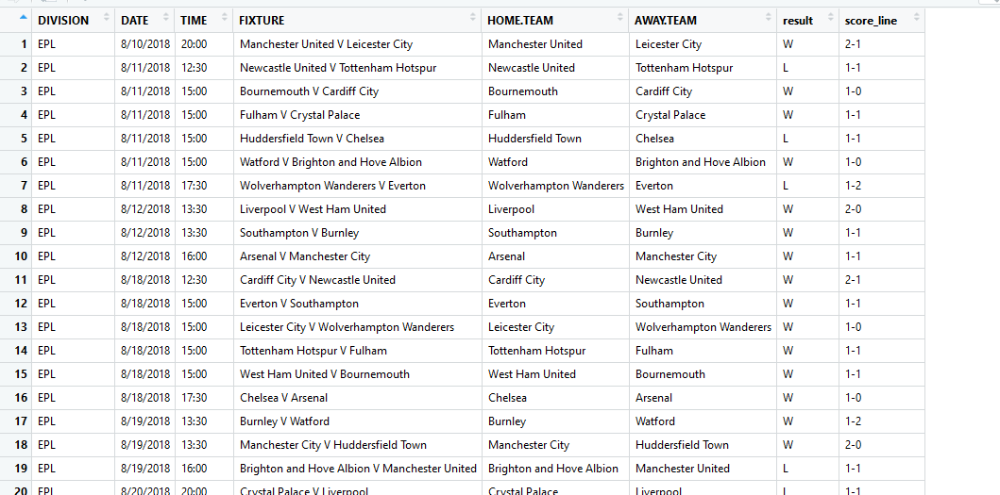 DIVISION DATE TIME FIXTURE HOME.TEAM AWAY.TEAM result score_line
1 EPL 8/10/2018 20:00 Manchester United V Leicester City Manchester United Leicester City W 2-1
2 EPL 8/11/2018 12:30 Newcastle United V Tottenham Hotspur Newcastle United Tottenham Hotspur L 1-1
3 EPL 8/11/2018 15:00 Bournemouth V Cardiff City Bournemouth Cardiff City W 1-0
4 EPL 8/11/2018 15:00 Fulham V Crystal Palace Fulham Crystal Palace W 1-1
5 EPL 8/11/2018 15:00 Huddersfield Town V Chelsea Huddersfield Town Chelsea L 1-1
6 EPL 8/11/2018 15:00 Watford V Brighton and Hove Albion Watford Brighton and Hove Albion W 1-0
7 EPL 8/11/2018 17:30 Wolverhampton Wanderers V Everton Wolverhampton Wanderers Everton L 1-2
8 EPL 8/12/2018 13:30 Liverpool V West Ham United Liverpool West Ham United W 2-0
9 EPL 8/12/2018 13:30 Southampton V Burnley Southampton Burnley W 1-1
10 EPL 8/12/2018 16:00 Arsenal V Manchester City Arsenal Manchester City W 1-1
11 EPL 8/18/2018 12:30 Cardiff City V Newcastle United Cardiff City Newcastle United W 2-1
12 EPL 8/18/2018 15:00 Everton V Southampton Everton Southampton W 1-1
13 EPL 8/18/2018 15:00 Leicester City V Wolverhampton Wanderers Leicester City Wolverhampton Wanderers W 1-0
14 EPL 8/18/2018 15:00 Tottenham Hotspur V Fulham Tottenham Hotspur Fulham W 1-1
15 EPL 8/18/2018 15:00 West Ham United V Bournemouth West Ham United Bournemouth W 1-1
16 EPL 8/18/2018 17:30 Chelsea V Arsenal Chelsea Arsenal W 1-0
17 EPL 8/19/2018 13:30 Burnley V Watford Burnley Watford W 1-2
18 EPL 8/19/2018 13:30 Manchester City V Huddersfield Town Manchester City Huddersfield Town W 2-0
19 EPL 8/19/2018 16:00 Brighton and Hove Albion V Manchester United Brighton and Hove Albion Manchester United L 1-1
20 EPL 8/20/2018 20:00 Crystal Palace V Liverpool Crystal Palace Liverpool L 1-1